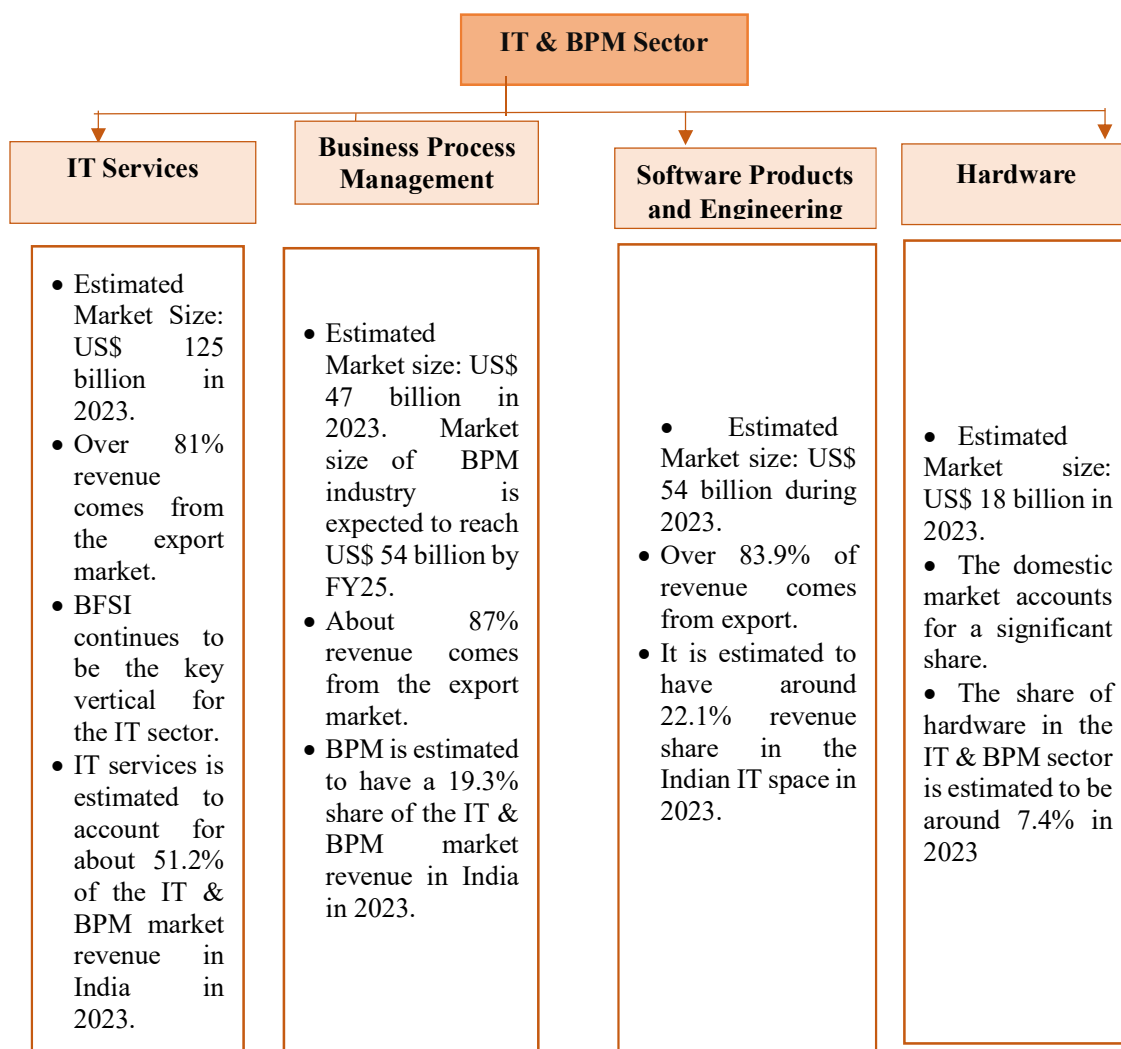 IT & BPM Sector
IT Services
Business Process
Management
Software Products
and Engineering
Hardware
• Estimated
Market Size:
US$ 125
billion in
2023.
• Over 81%
revenue
comes from
the export
market.
• BFSI
continues to
be the key
vertical for
the IT sector.
• IT services is
estimated to
account for
about 51.2%
of the IT &
BPM market
revenue in
India in
2023.
• Estimated
Market size: US$
47 billion in
2023. Market
size of BPM
industry is
expected to reach
US$ 54 billion by
FY25.
• About 87%
revenue comes
from the export
market.
• BPM is estimated
to have a 19.3%
share of the IT &
BPM market
revenue in India
in 2023.
• Estimated
Market size: US$
54 billion during
2023.
• Over 83.9% of
revenue comes
from export.
• It is estimated to
have around
22.1% revenue
share in the
Indian IT space in
2023.
• Estimated
Market size:
US$ 18 billion in
2023.
• The domestic
market accounts
for a significant
share.
• The share of
hardware in the
IT & BPM sector
is estimated to be
around 7.4% in
2023